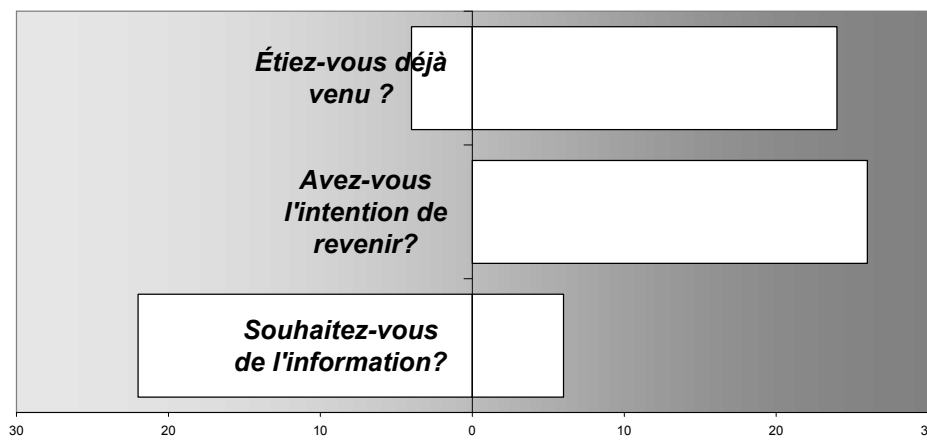 Étiez-vous déjà
venu ?
Avez-vous
l'intention de
revenir?
Souhaitez-vous
de l'information?
30 20 10 0 10 20 3